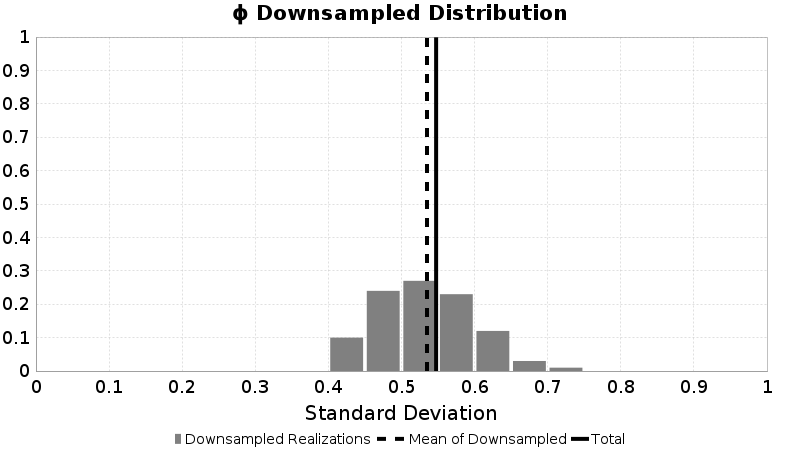 ϕ Downsampled Distribution
1
0.9
0.8
0.7
0.6
0.5
0.4
0.3
0.2
0.1
0
0 0.1 0.2 0.3 0.4 0.5 0.6 0.7 0.8 0.9 1
Standard Deviation
Downsampled Realizations Mean of Downsampled Total